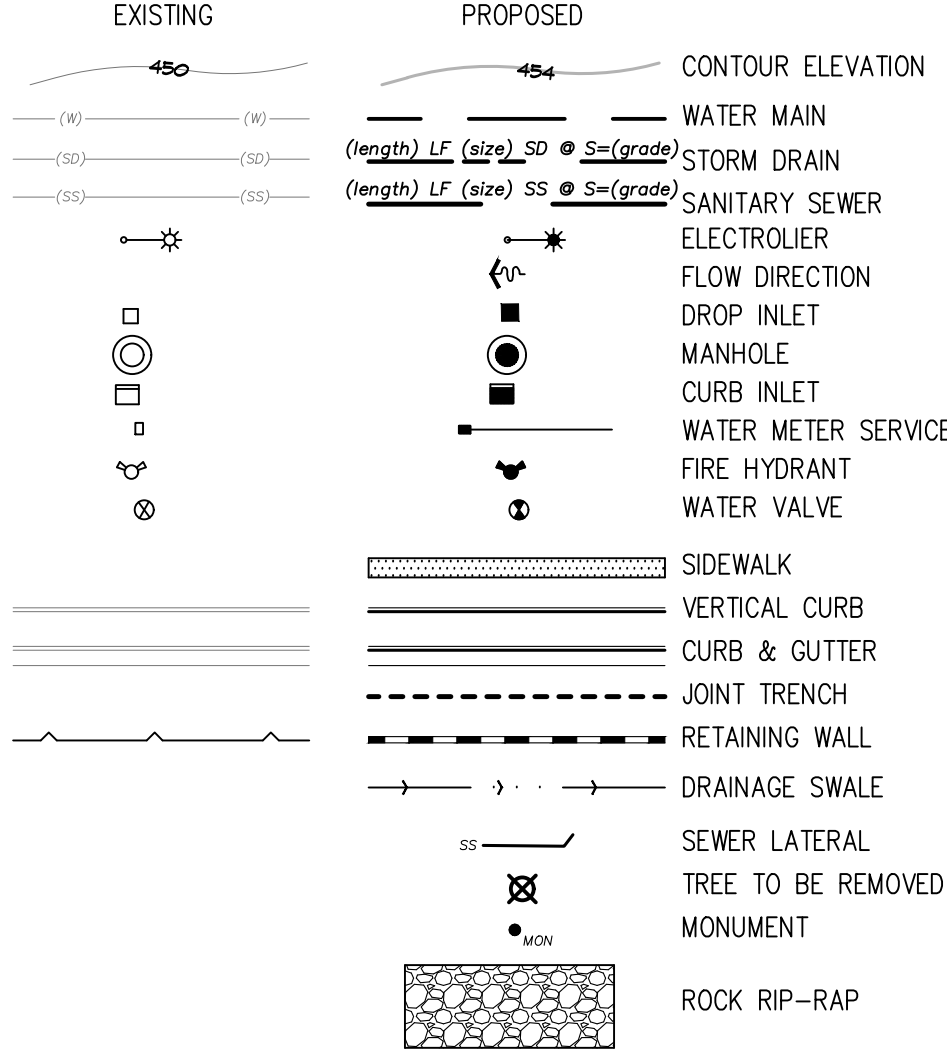 EXISTING PROPOSED
450 454 CONTOUR ELEVATION
(W) (W) WATER MAIN
(length) LF (size) SD @ S=(grade)
(SD) (SD) STORM DRAIN
(length) LF (size) SS @ S=(grade)
(SS) (SS) SANITARY SEWER
ELECTROLIER
FLOW DIRECTION
DROP INLET
MANHOLE
CURB INLET
WATER METER SERVICE
FIRE HYDRANT
WATER VALVE
SIDEWALK
VERTICAL CURB
CURB & GUTTER
JOINT TRENCH
RETAINING WALL
DRAINAGE SWALE
SS SEWER LATERAL
TREE TO BE REMOVED
MONUMENT
MON
ROCK RIP-RAP